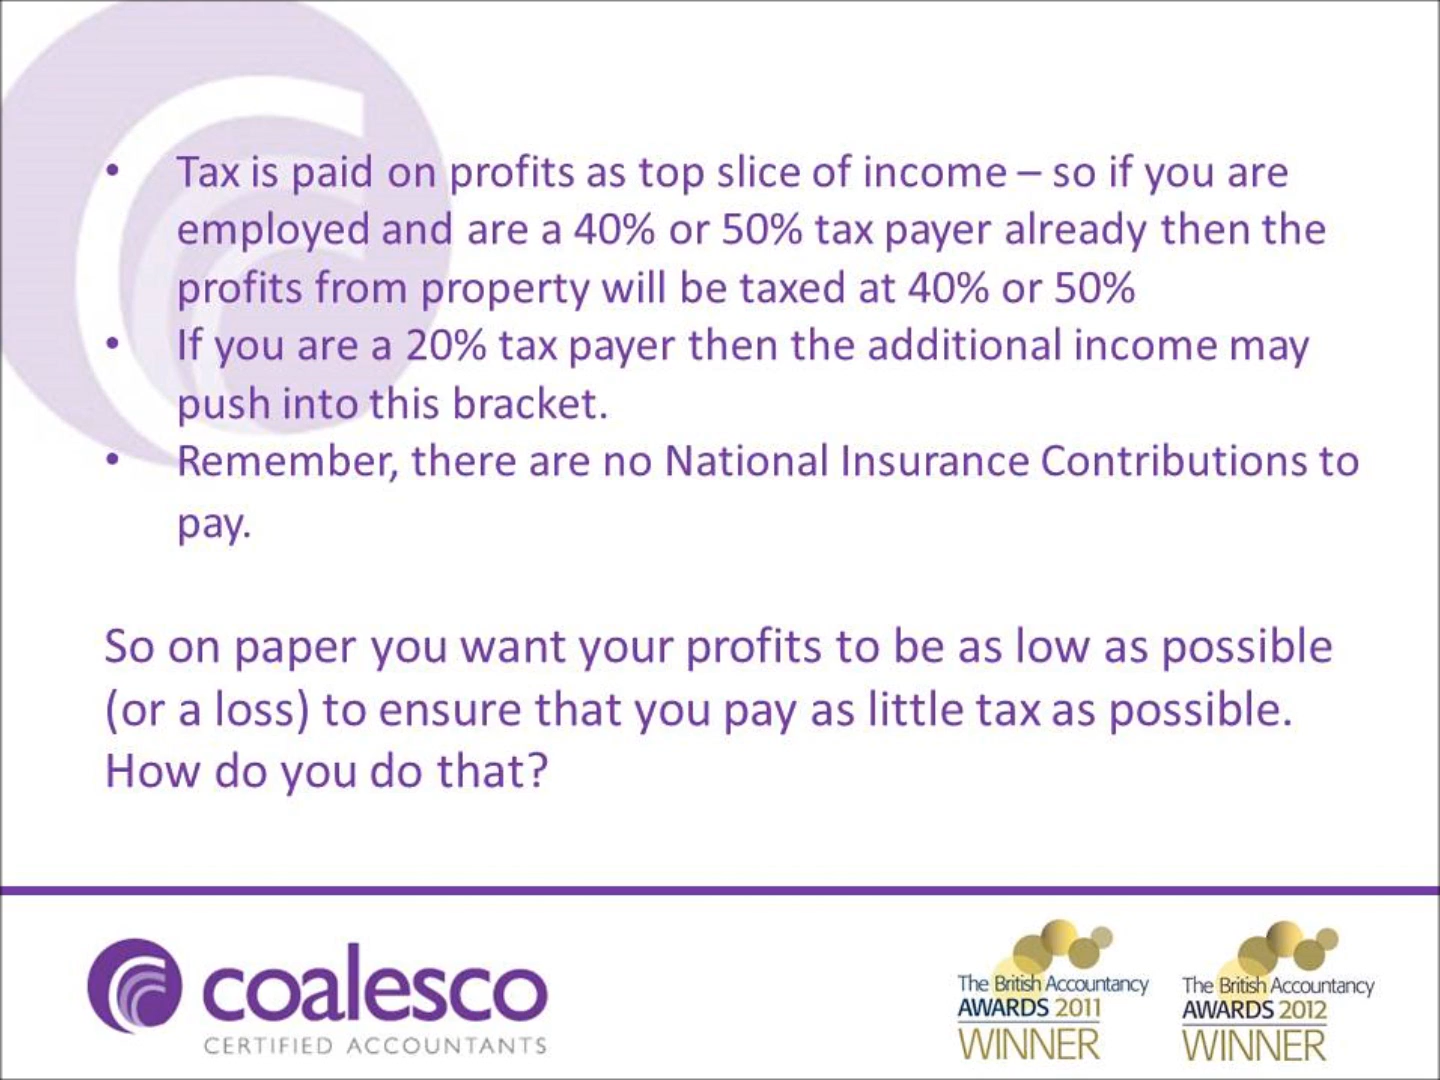 • Tax is paid on profits as top slice of income – so if you are
employed and are a 40% or 50% tax payer already then the
profits from property will be taxed at 40% or 50%
• If you are a 20% tax payer then the additional income may
push into this bracket.
• Remember, there are no National Insurance Contributions to
pay.
So on paper you want your profits to be as low as possible
(or a loss) to ensure that you pay as little tax as possible.
How do you do that?
coalesco
CERTIFIED ACCOUNTANTS
The British Accountancy
AWARDS 2011
WINNER
The British Accountancy
AWARDS 2012
WINNER